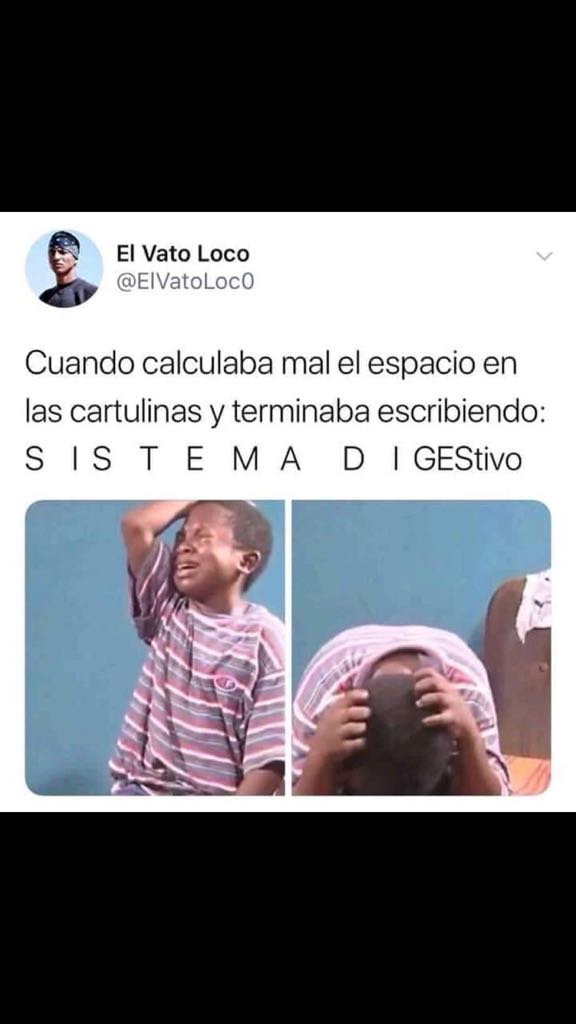 El Vato Loco
@ElVatoLoc0
Cuando calculaba mal el espacio en
las cartulinas y terminaba escribiendo:
S I S T E M A D I GEStivo